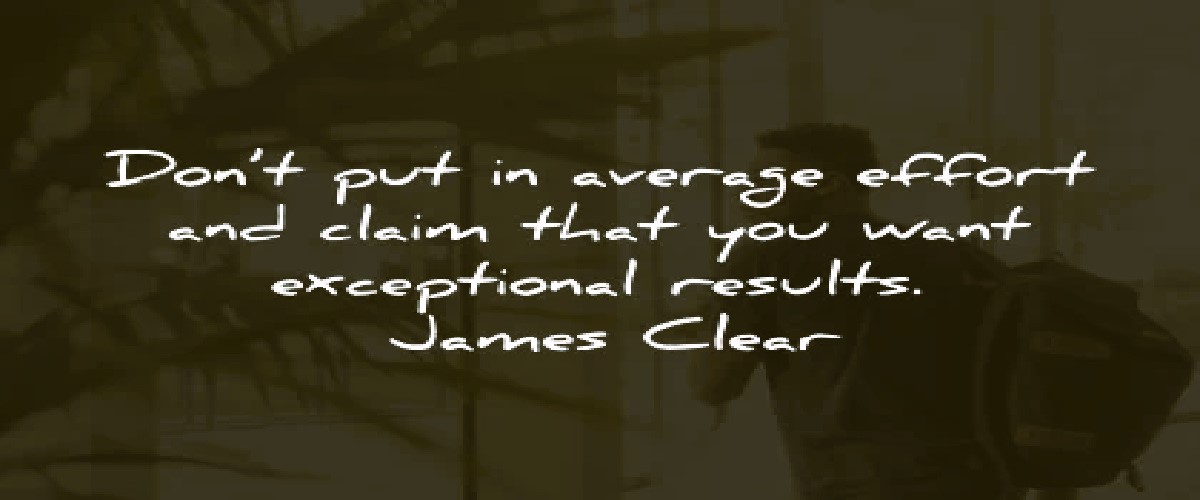 Don't put in average effort
and claim that you want
exceptional results.
James Clear